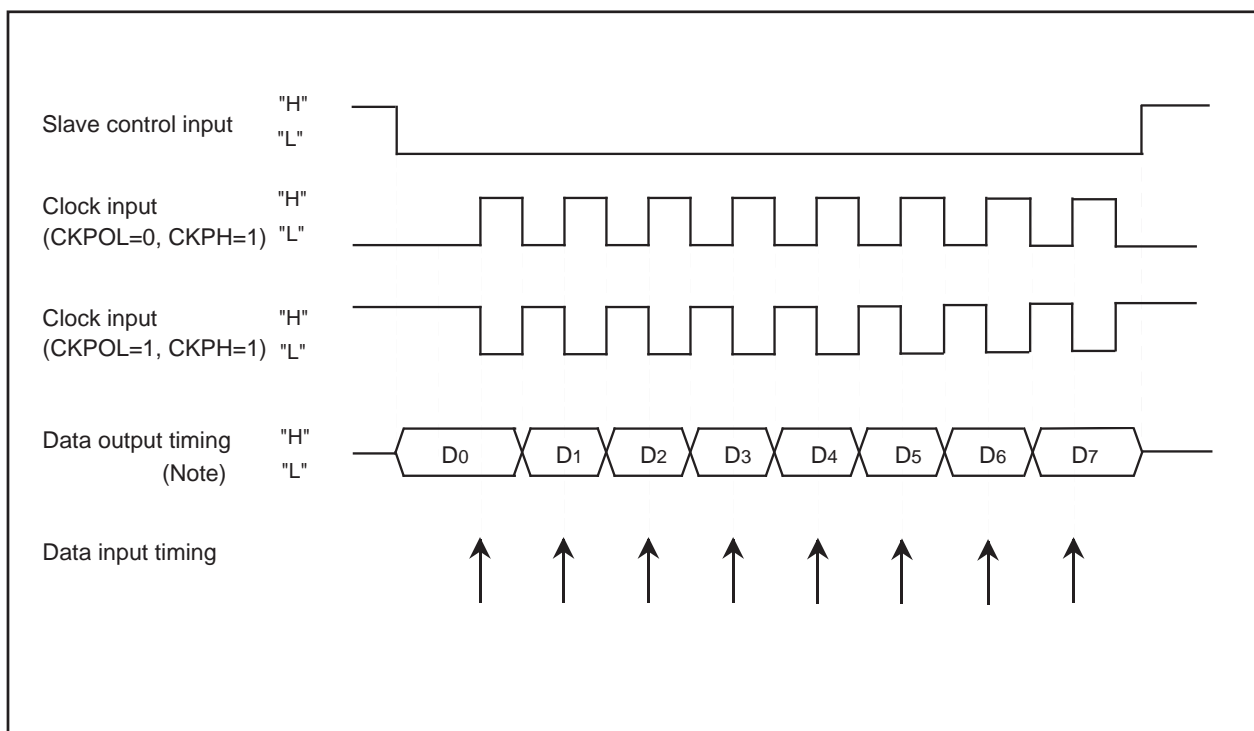 Slave control input "H"
"L"
Clock input "H"
(CKPOL=0, CKPH=1) "L"
Clock input "H"
(CKPOL=1, CKPH=1) "L"
Data output timing "H"
(Note) "L"
D0 D1 D2 D3 D4 D5 D6 D7
Data input timing